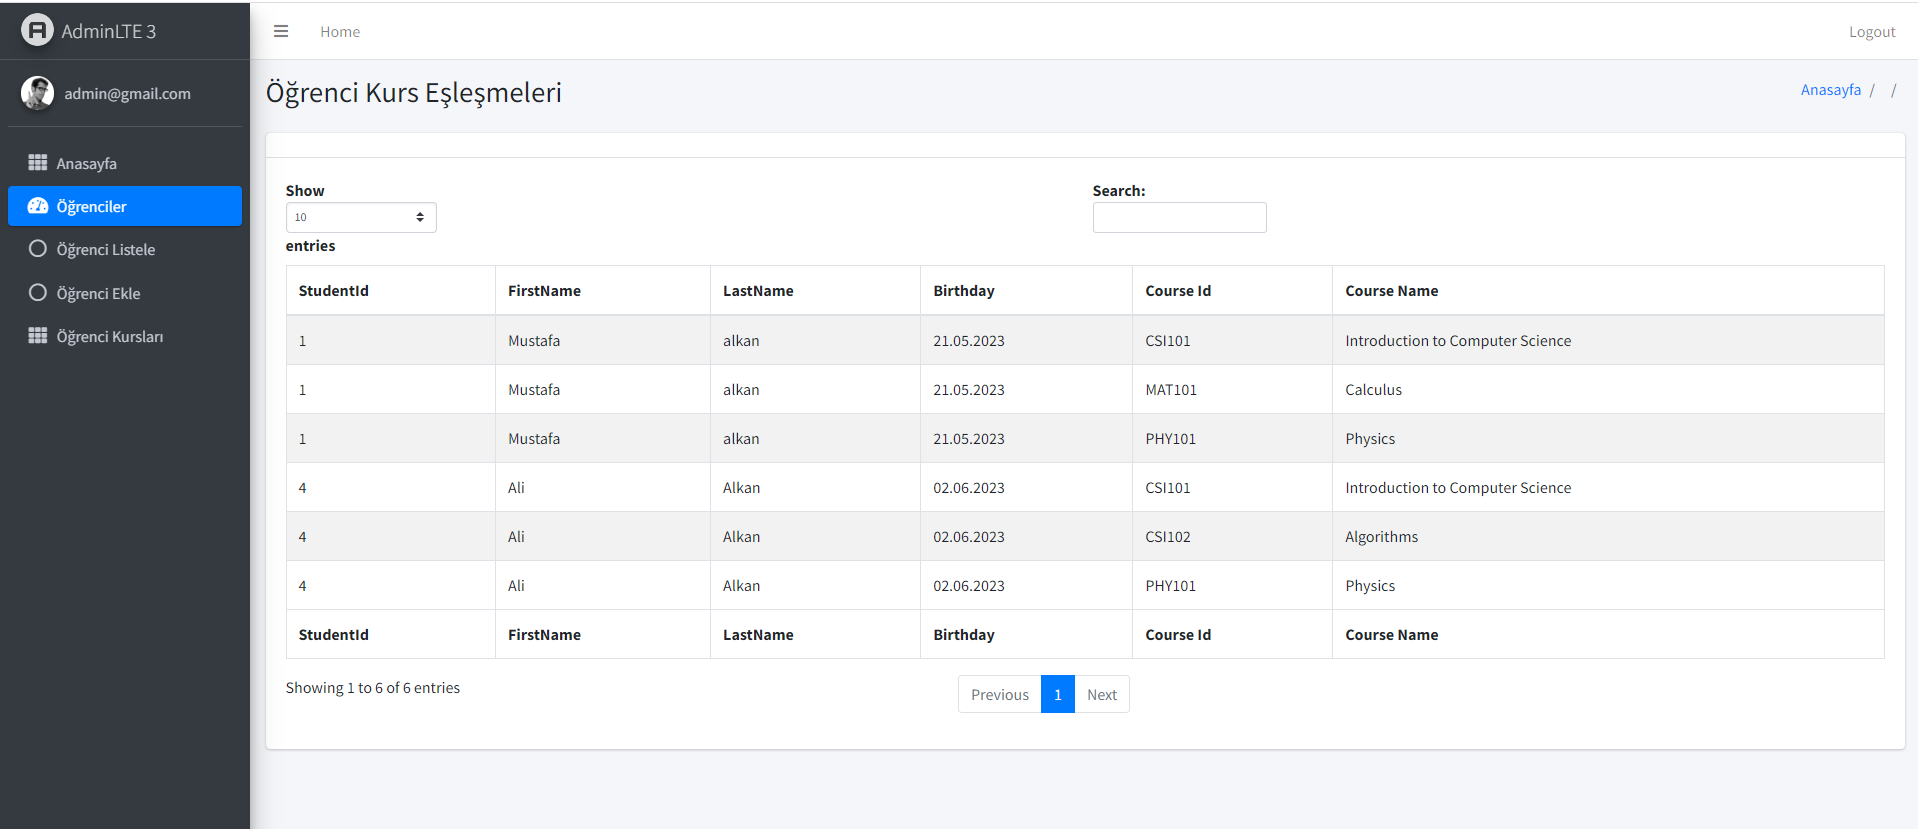 AdminLTE 3
Home
Logout
admin@gmail.com
Öğrenci Kurs Eşleşmeleri
Anasayfa / /
Anasayfa
Öğrenciler
Öğrenci Listele
Öğrenci Ekle
Öğrenci Kursları
Show
10
entries
Search:
StudentId FirstName LastName Birthday Course Id Course Name
1 Mustafa alkan 21.05.2023 CSI101 Introduction to Computer Science
1 Mustafa alkan 21.05.2023 MAT101 Calculus
1 Mustafa alkan 21.05.2023 PHY101 Physics
4 Ali Alkan 02.06.2023 CSI101 Introduction to Computer Science
4 Ali Alkan 02.06.2023 CSI102 Algorithms
4 Ali Alkan 02.06.2023 PHY101 Physics
StudentId FirstName LastName Birthday Course Id Course Name
Showing 1 to 6 of 6 entries
Previous 1 Next